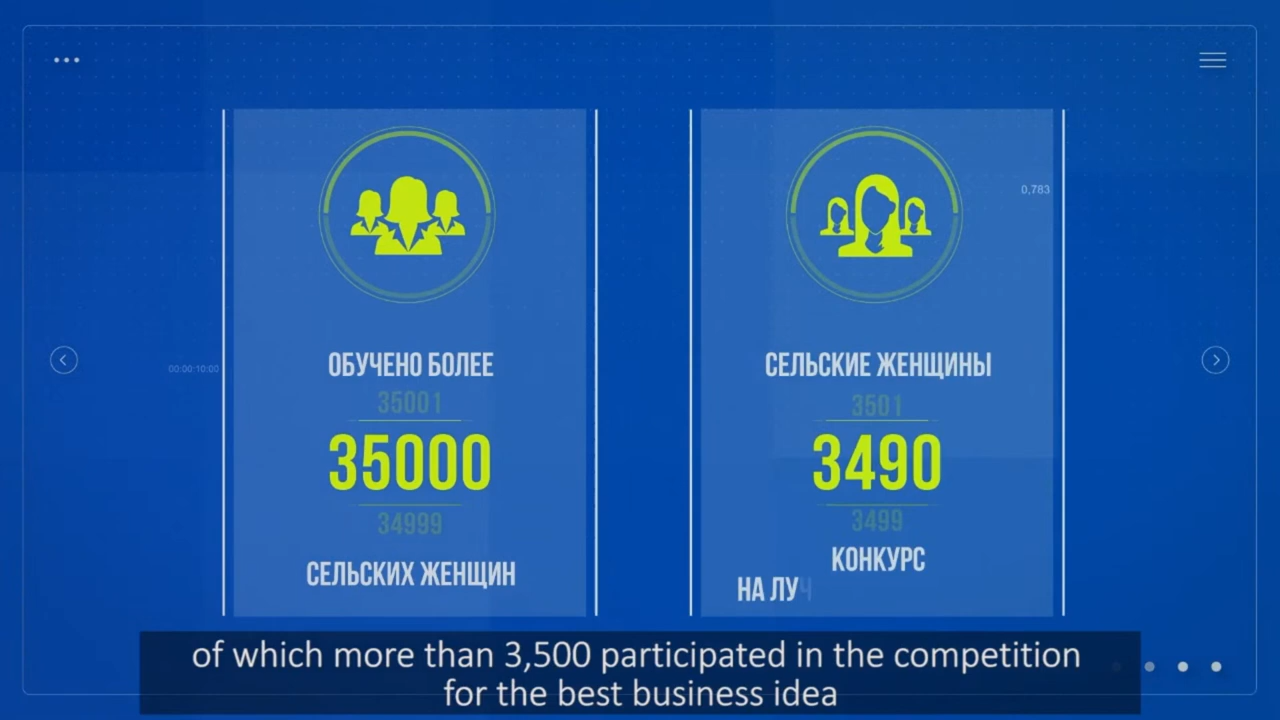 0,783
00:00:10:00
ОБУЧЕНО БОЛЕЕ
35001
35000
34999
СЕЛЬСКИХ ЖЕНЩИН
СЕЛЬСКИЕ ЖЕНЩИНЫ
3501
3490
3499
КОНКУРС
НА ЛУЧ
of which more than 3,500 participated in the competition
for the best business idea